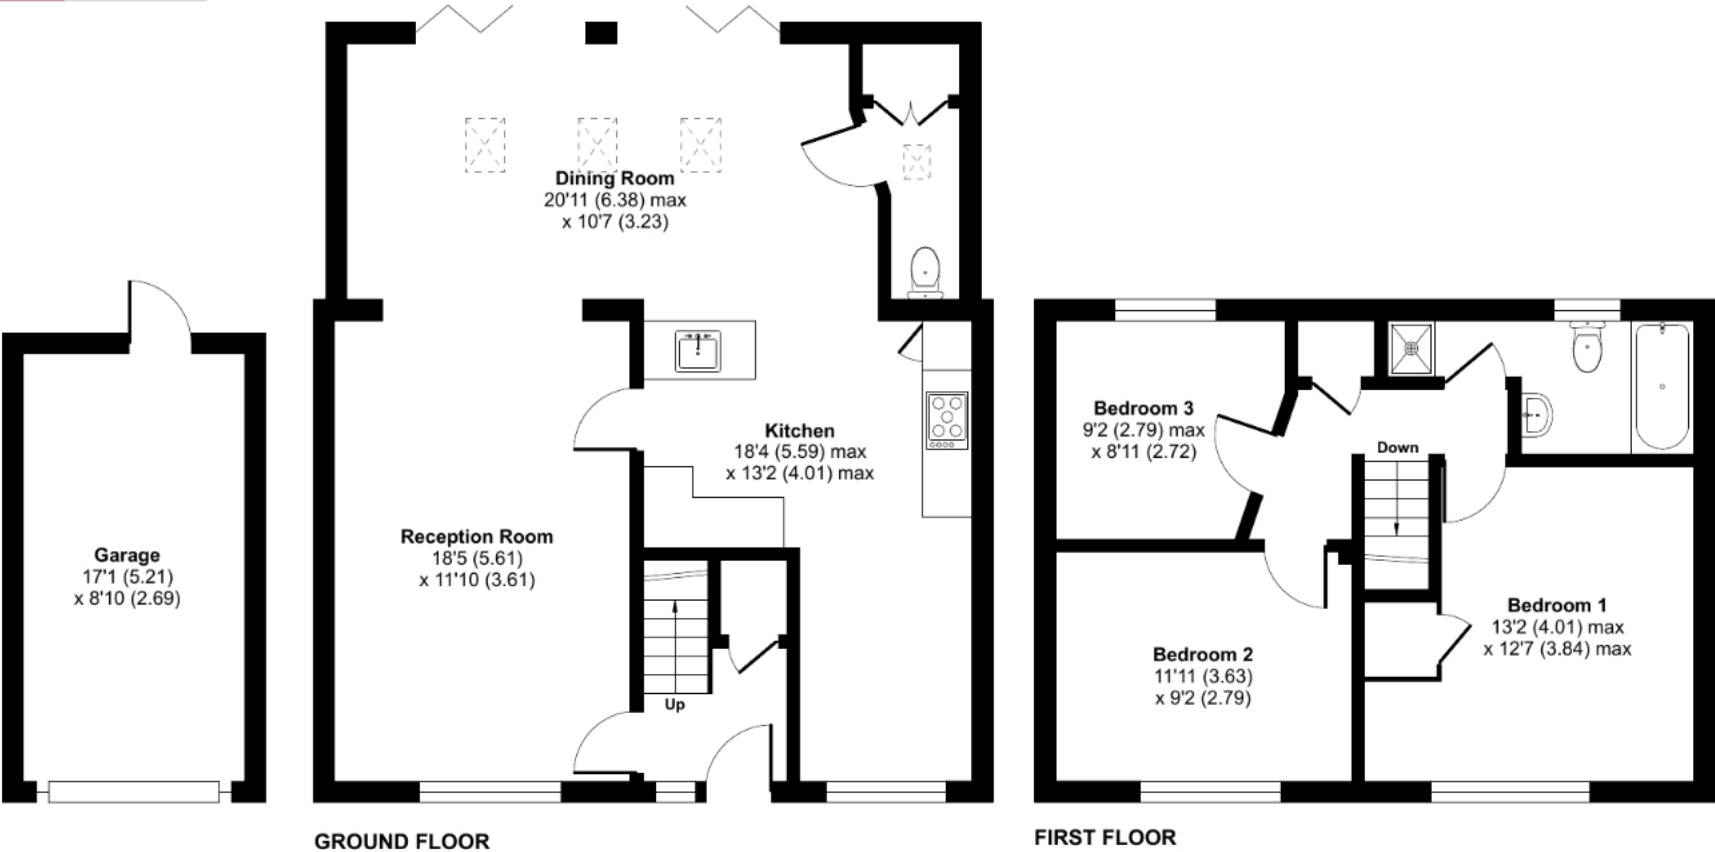 Dining Room
20'11 (6.38) max
x 10'7 (3.23)
Kitchen
18'4 (5.59) max
x 13'2 (4.01) max
Reception Room
18'5 (5.61)
x 11'10 (3.61)
Garage
17'1 (5.21)
x 8'10 (2.69)
Up
GROUND FLOOR
Bedroom 3
9'2 (2.79) max
x 8'11 (2.72)
Down
Bedroom 1
13'2 (4.01) max
x 12'7 (3.84) max
Bedroom 2
11'11 (3.63)
x 9'2 (2.79)
FIRST FLOOR